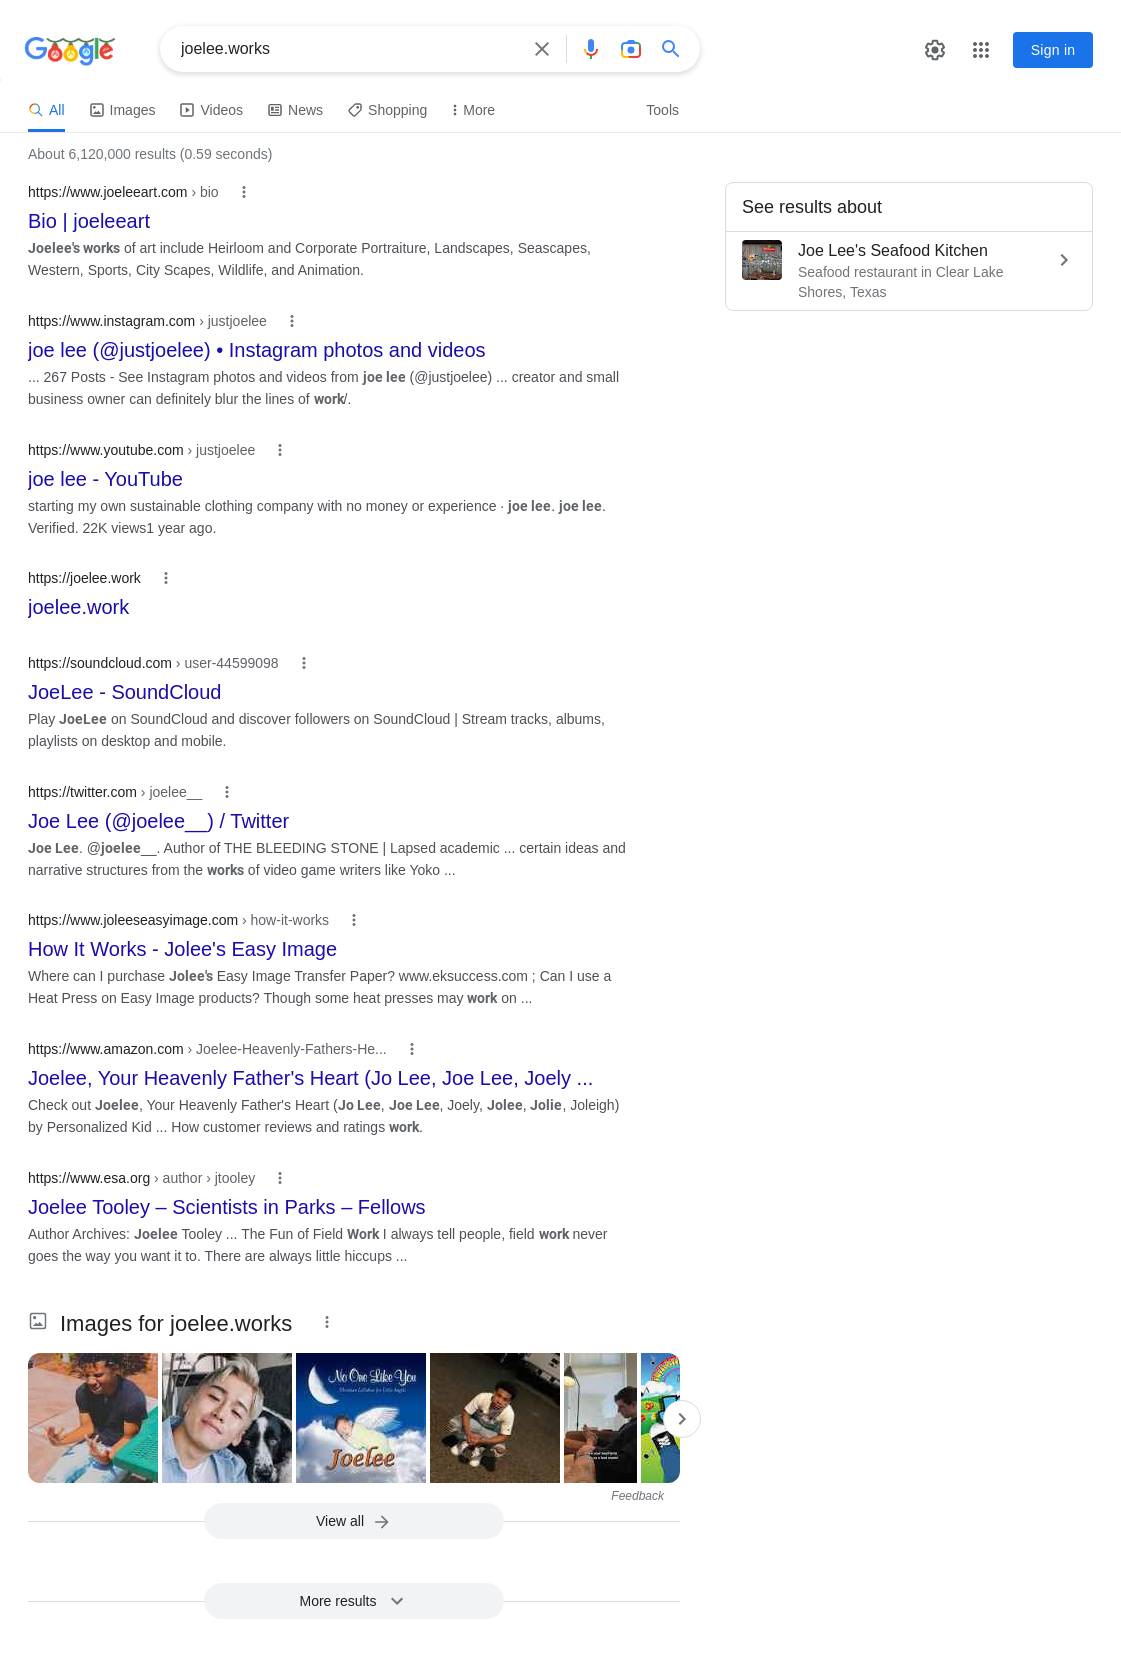 Google
joelee.works
Sign in
All
Images
Videos
News
Shopping
More
Tools
About 6,120,000 results (0.59 seconds)
https://www.joeleeart.com › bio
Bio | joeleeart
Joelee's works of art include Heirloom and Corporate Portraiture, Landscapes, Seascapes,
Western, Sports, City Scapes, Wildlife, and Animation.
See results about
Joe Lee's Seafood Kitchen
Seafood restaurant in Clear Lake
Shores, Texas
https://www.instagram.com › justjoelee
joe lee (@justjoelee) • Instagram photos and videos
... 267 Posts - See Instagram photos and videos from joe lee (@justjoelee) ... creator and small
business owner can definitely blur the lines of work/.
https://www.youtube.com › justjoelee
joe lee - YouTube
starting my own sustainable clothing company with no money or experience · joe lee. joe lee.
Verified. 22K views1 year ago.
https://joelee.work
joelee.work
https://soundcloud.com › user-44599098
JoeLee - SoundCloud
Play JoeLee on SoundCloud and discover followers on SoundCloud | Stream tracks, albums,
playlists on desktop and mobile.
https://twitter.com › joelee__
Joe Lee (@joelee__) / Twitter
Joe Lee. @joelee__. Author of THE BLEEDING STONE | Lapsed academic ... certain ideas and
narrative structures from the works of video game writers like Yoko ...
https://www.joleeseasyimage.com › how-it-works
How It Works - Jolee's Easy Image
Where can I purchase Jolee's Easy Image Transfer Paper? www.eksuccess.com ; Can I use a
Heat Press on Easy Image products? Though some heat presses may work on ...
https://www.amazon.com › Joelee-Heavenly-Fathers-He...
Joelee, Your Heavenly Father's Heart (Jo Lee, Joe Lee, Joely ...
Check out Joelee, Your Heavenly Father's Heart (Jo Lee, Joe Lee, Joely, Jolee, Jolie, Joleigh)
by Personalized Kid ... How customer reviews and ratings work.
https://www.esa.org › author › jtooley
Joelee Tooley – Scientists in Parks – Fellows
Author Archives: Joelee Tooley ... The Fun of Field Work I always tell people, field work never
goes the way you want it to. There are always little hiccups ...
Images for joelee.works
No One Like You
Christian Lullabies for Little Angels
Joelee
Feedback
View all
More results